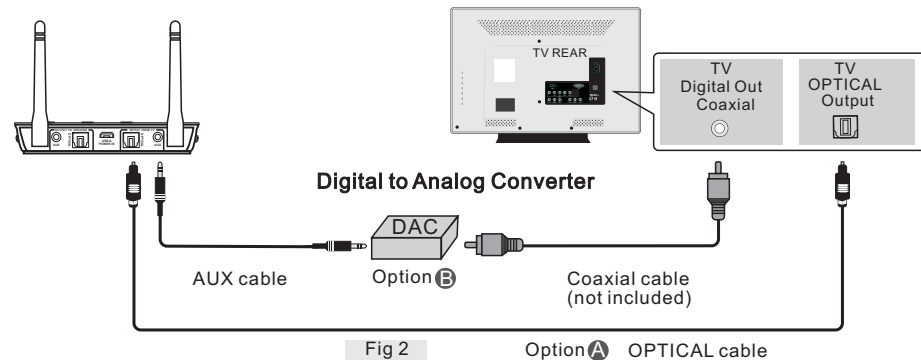 TV REAR
TV
Digital Out
Coaxial
TV
OPTICAL
Output
Digital to Analog Converter
DAC
AUX cable
Option B
Coaxial cable
(not included)
Fig 2
Option A OPTICAL cable